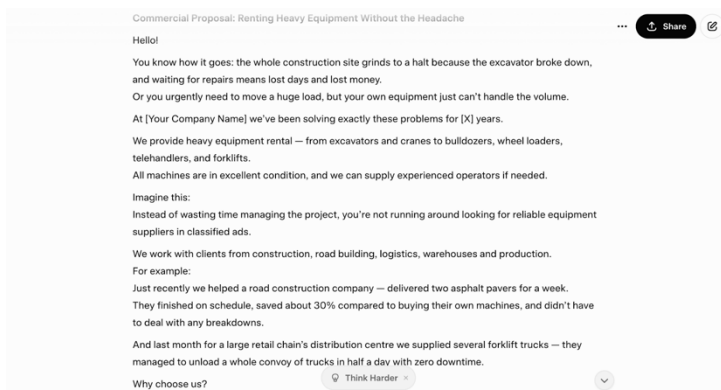 Commercial Proposal: Renting Heavy Equipment Without the Headache
Share
Hello!
You know how it goes: the whole construction site grinds to a halt because the excavator broke down,
and waiting for repairs means lost days and lost money.
Or you urgently need to move a huge load, but your own equipment just can't handle the volume.
At [Your Company Name] we've been solving exactly these problems for [X] years.
We provide heavy equipment rental — from excavators and cranes to bulldozers, wheel loaders,
telehandlers, and forklifts.
All machines are in excellent condition, and we can supply experienced operators if needed.
Imagine this:
Instead of wasting time managing the project, you're not running around looking for reliable equipment
suppliers in classified ads.
We work with clients from construction, road building, logistics, warehouses and production.
For example:
Just recently we helped a road construction company — delivered two asphalt pavers for a week.
They finished on schedule, saved about 30% compared to buying their own machines, and didn't have
to deal with any breakdowns.
And last month for a large retail chain's distribution centre we supplied several forklift trucks — they
managed to unload a whole convoy of trucks in half a day with zero downtime.
Why choose us?
Think Harder ×